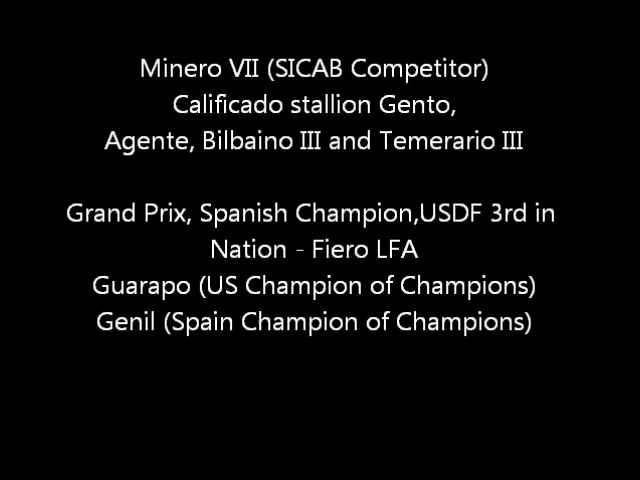 Minero VII (SICAB Competitor)
Calificado stallion Gento,
Agente, Bilbaino III and Temerario III
Grand Prix, Spanish Champion,USDF 3rd in
Nation - Fiero LFA
Guarapo (US Champion of Champions)
Genil (Spain Champion of Champions)